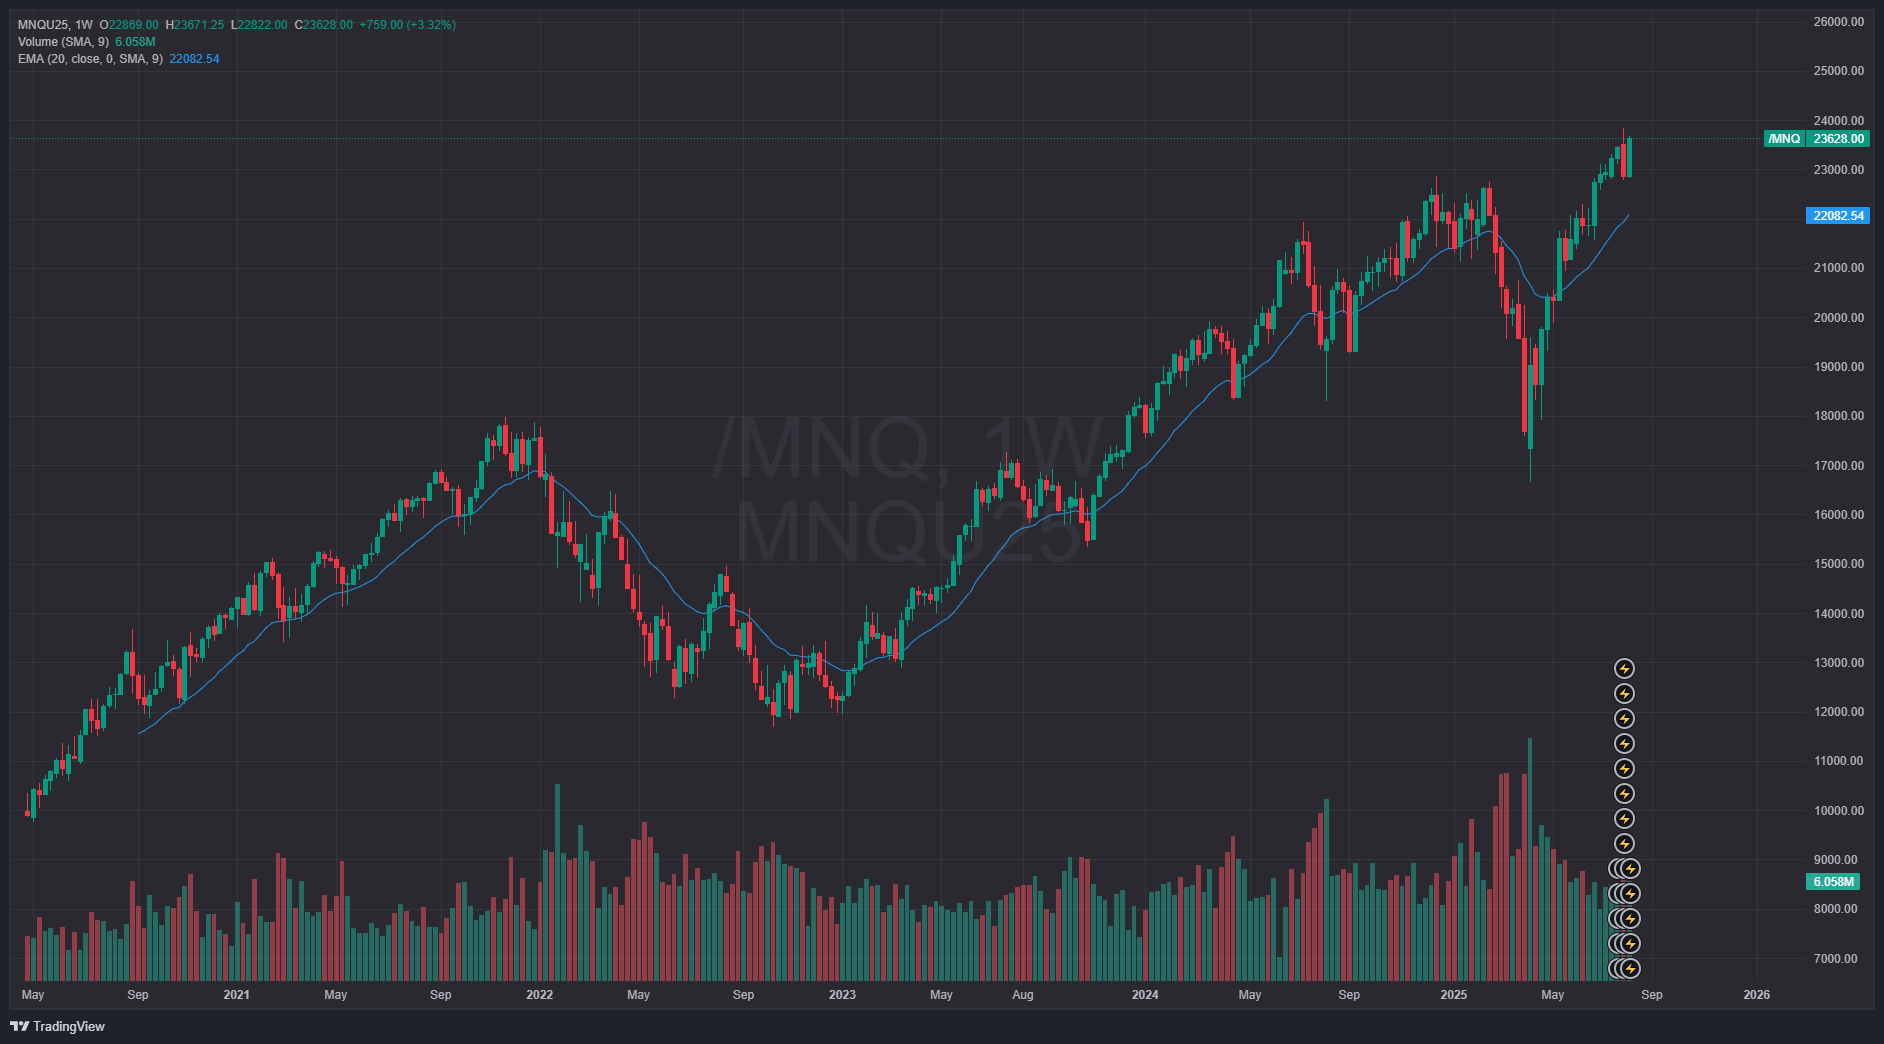 MNQU25, 1W O22869.00 H23671.25 L22822.00 C23628.00 +759.00 (+3.32%)
Volume (SMA, 9) 6.058M
EMA (20, close, 0, SMA, 9) 22082.54
26000.00
25000.00
24000.00
/MNQ 23628.00
23000.00
22082.54
21000.00
20000.00
19000.00
18000.00
/MNQ, 1W
MNQU25
17000.00
16000.00
15000.00
14000.00
13000.00
12000.00
11000.00
10000.00
9000.00
6.058M
8000.00
7000.00
May Sep 2021 May Sep 2022 May Sep 2023 May Aug 2024 May Sep 2025 May Sep 2026
TradingView